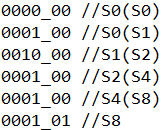 0000_00 //S0(S0)
0001_00 //S0(S1)
0010_00 //S1(S2)
0001_00 //S2(S4)
0001_00 //S4(S8)
0001_01 //S8